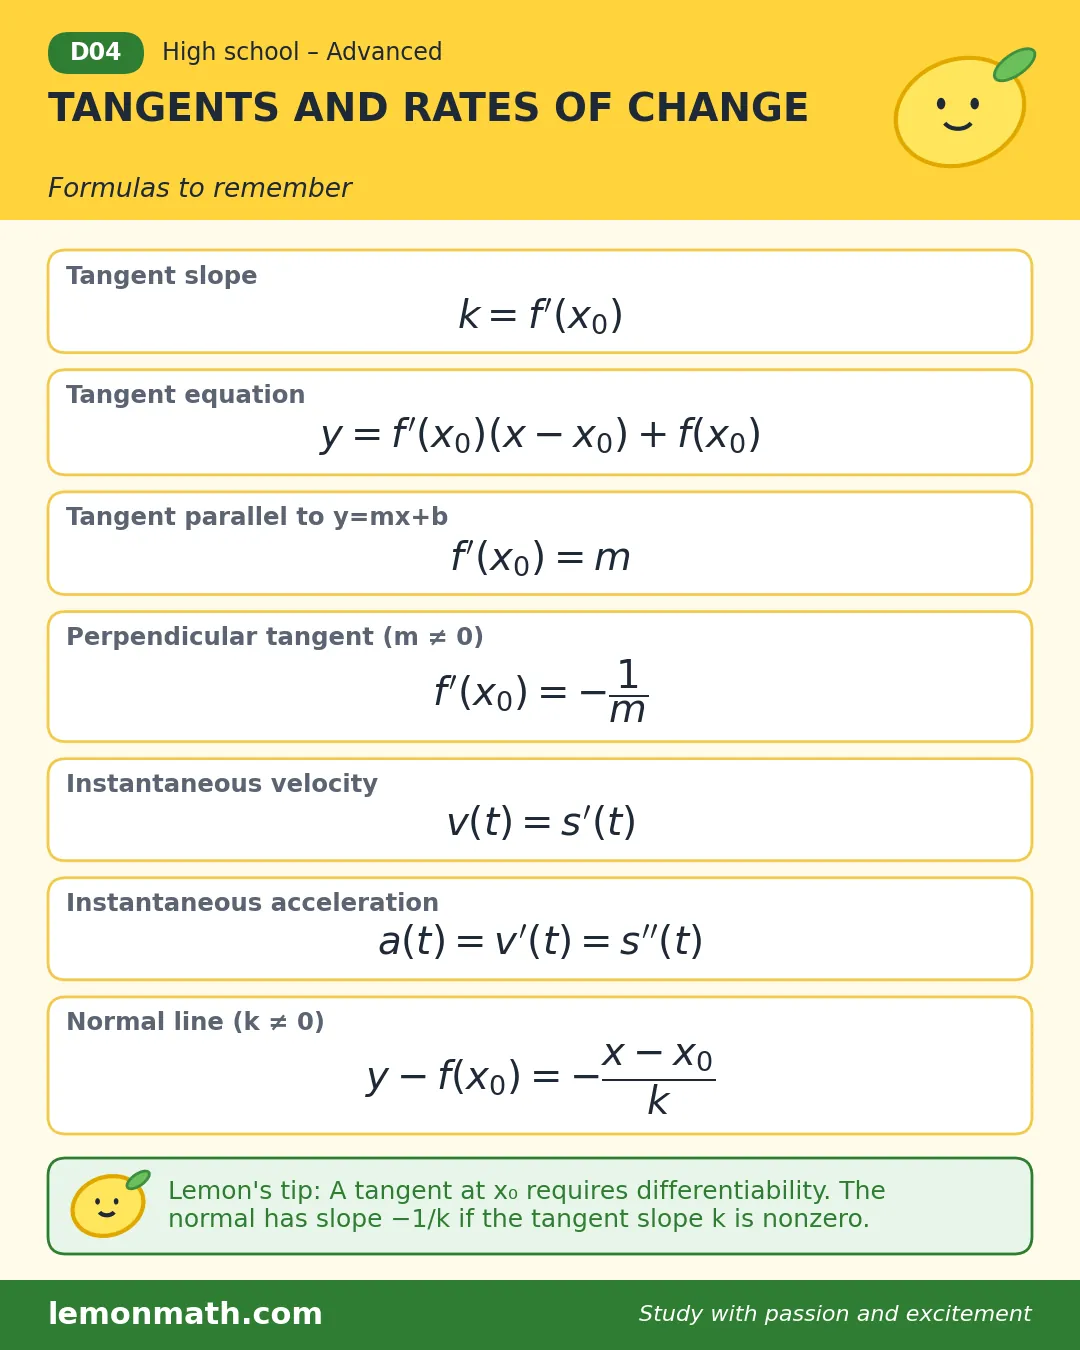 D04 High school – Advanced
TANGENTS AND RATES OF CHANGE
Formulas to remember
Tangent slope
k = f′(x₀)
Tangent equation
y = f′(x₀)(x − x₀) + f(x₀)
Tangent parallel to y=mx+b
f′(x₀) = m
Perpendicular tangent (m ≠ 0)
f′(x₀) = −1/m
Instantaneous velocity
v(t) = s′(t)
Instantaneous acceleration
a(t) = v′(t) = s′′(t)
Normal line (k ≠ 0)
y − f(x₀) = −(x − x₀)/k
Lemon's tip: A tangent at x₀ requires differentiability. The
normal has slope −1/k if the tangent slope k is nonzero.
lemonmath.com
Study with passion and excitement